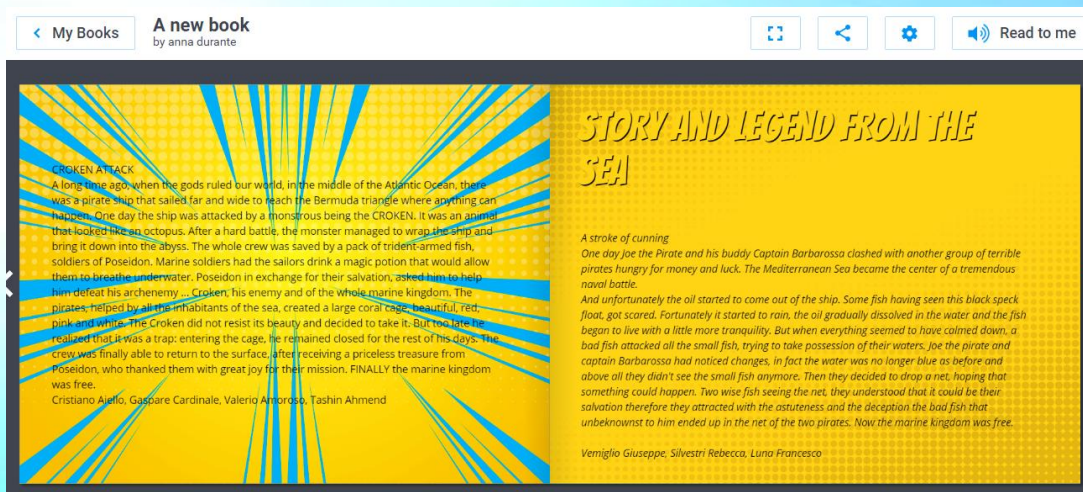 My Books
A new book
by anna durante
Read to me
CROKEN ATTACK
A long time ago, when the gods ruled our world, in the middle of the Atlantic Ocean, there
was a pirate ship that sailed far and wide to reach the Bermuda triangle where anything can
happen. One day the ship was attacked by a monstrous being the CROKEN. It was an animal
that looked like an octopus. After a hard battle, the monster managed to wrap the ship and
bring it down into the abyss. The whole crew was saved by a pack of trident-armed fish,
soldiers of Poseidon. Marine soldiers had the sailors drink a magic potion that would allow
them to breathe underwater. Poseidon in exchange for their salvation, asked him to help
him defeat his archenemy ... Croken, his enemy and of the whole marine kingdom. The
pirates, helped by all the inhabitants of the sea, created a large coral cage, beautiful, red,
pink and white. The Croken did not resist its beauty and decided to take it. But too late he
realized that it was a trap: entering the cage, he remained closed for the rest of his days. The
crew was finally able to return to the surface, after receiving a priceless treasure from
Poseidon, who thanked them with great joy for their mission. FINALLY the marine kingdom
was free.
Cristiano Ajello, Gaspare Cardinale, Valeriq Amoroso, Tashin Ahmend
STORY AND LEGEND FROM THE
SEA
A stroke of cunning
One day Joe the Pirate and his buddy Captain Barbarossa clashed with another group of terrible
pirates hungry for money and luck. The Mediterranean Sea became the center of a tremendous
naval battle.
And unfortunately the oil started to come out of the ship. Some fish having seen this black speck
float, got scared. Fortunately it started to rain, the oil gradually dissolved in the water and the fish
began to live with a little more tranquility. But when everything seemed to have calmed down, a
bad fish attacked all the small fish, trying to take possession of their waters. Joe the pirate and
captain Barbarossa had noticed changes, in fact the water was no longer blue as before and
above all they didn't see the small fish anymore. Then they decided to drop a net, hoping that
something could happen. Two wise fish seeing the net, they understood that it could be their
salvation therefore they attracted with the astuteness and the deception the bad fish that
unbeknownst to him ended up in the net of the two pirates. Now the marine kingdom was free.
Vemiglio Giuseppe, Silvestri Rebecca, Luna Francesco